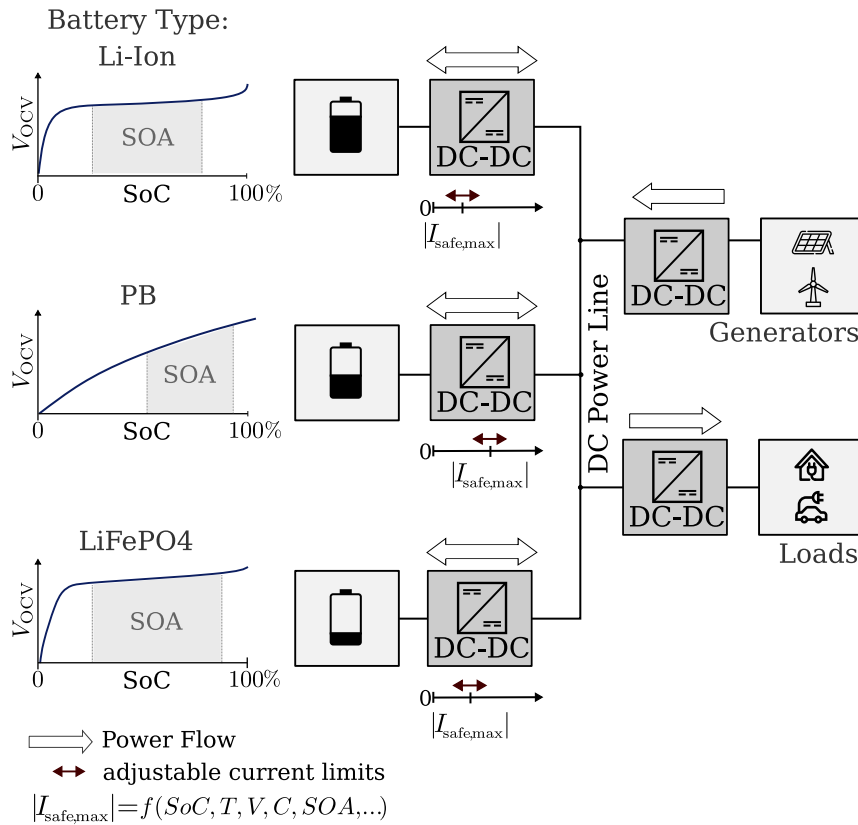 Battery Type:
Li-Ion
V_OCV
SOA
0 SoC 100%
DC-DC
0
|I_safe,max|
PB
V_OCV
SOA
0 SoC 100%
DC-DC
0
|I_safe,max|
LiFePO4
V_OCV
SOA
0 SoC 100%
DC-DC
0
|I_safe,max|
DC Power Line
DC-DC
Generators
DC-DC
Loads
Power Flow
adjustable current limits
|I_safe,max|=f(SoC, T, V, C, SOA,...)